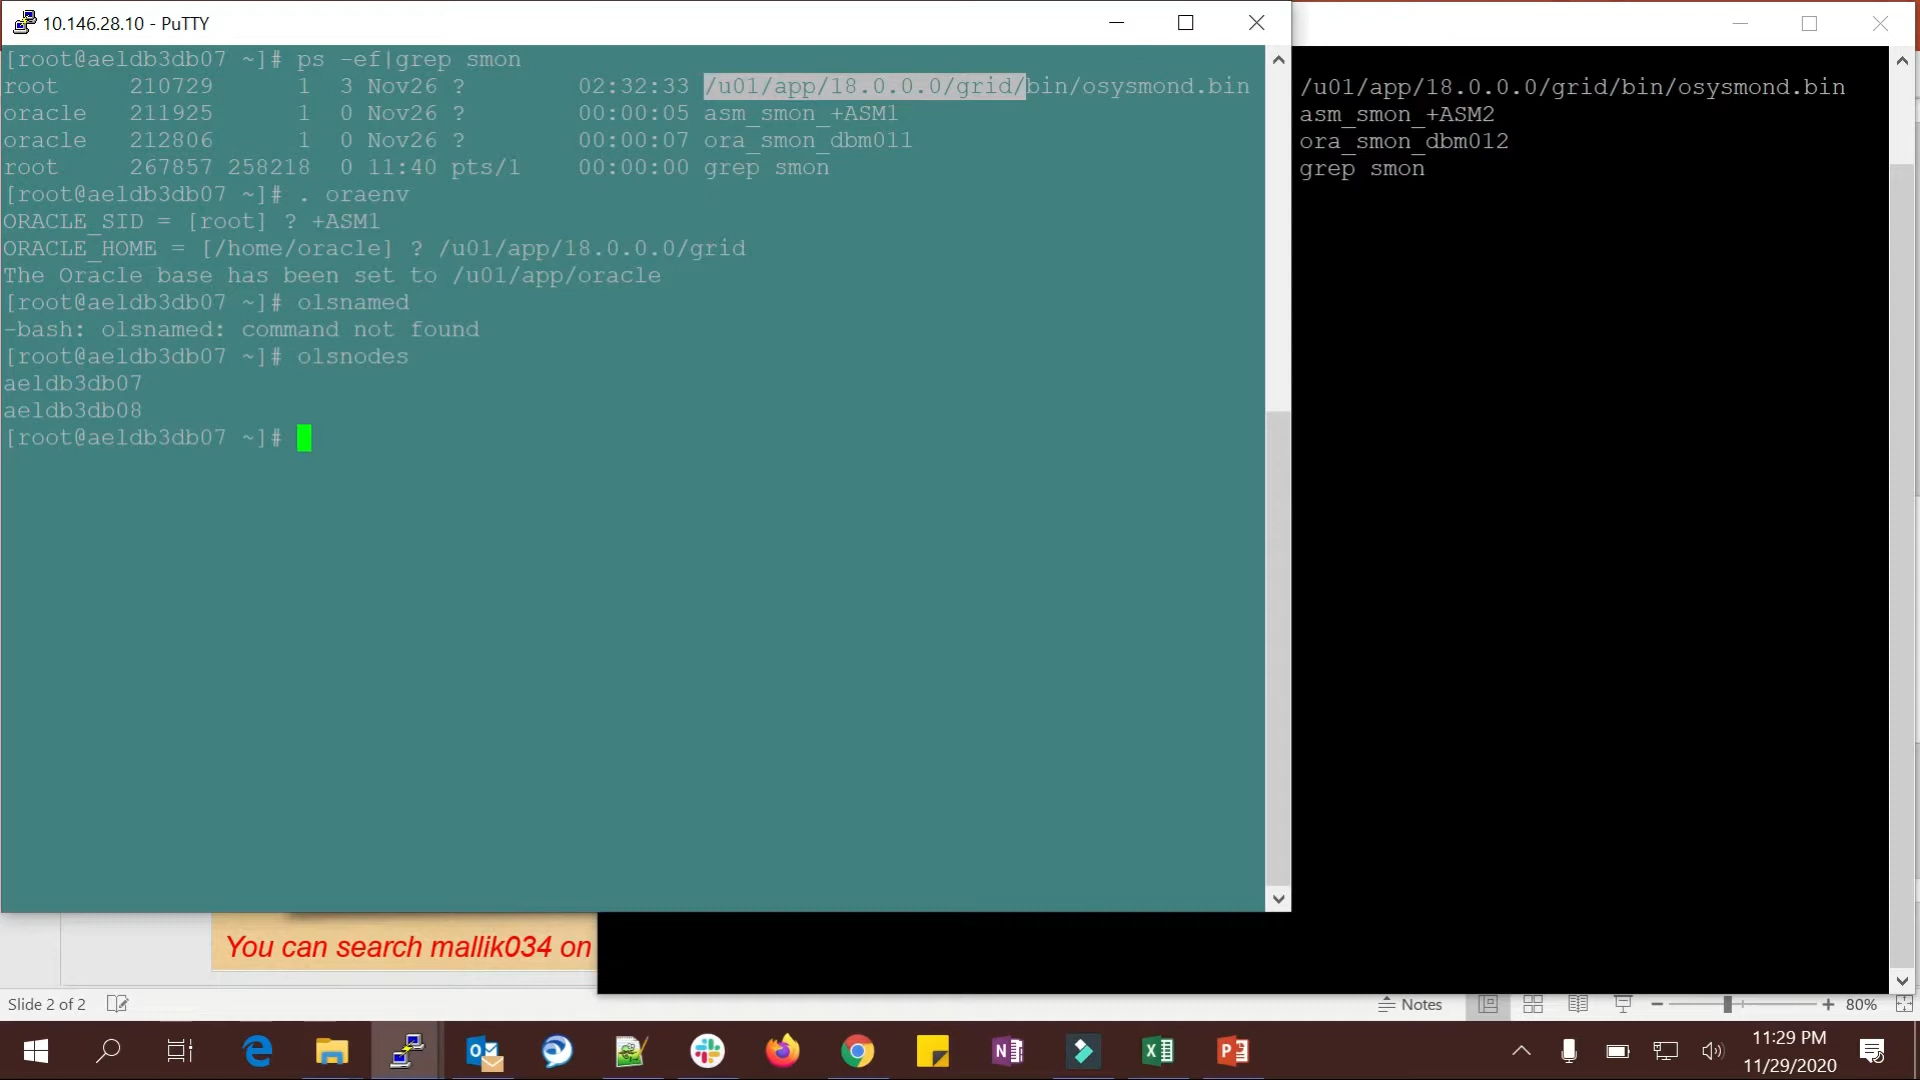 10.146.28.10 - PuTTY
[root@aeldb3db07 ~]# ps -ef|grep smon
root     210729      1  3 Nov26 ?        02:32:33 /u01/app/18.0.0.0/grid/bin/osysmond.bin
oracle   211925      1  0 Nov26 ?        00:00:05 asm_smon_+ASM1
oracle   212806      1  0 Nov26 ?        00:00:07 ora_smon_dbm011
root     267857 258218  0 11:40 pts/1    00:00:00 grep smon
[root@aeldb3db07 ~]# . oraenv
ORACLE_SID = [root] ? +ASM1
ORACLE_HOME = [/home/oracle] ? /u01/app/18.0.0.0/grid
The Oracle base has been set to /u01/app/oracle
[root@aeldb3db07 ~]# olsnamed
-bash: olsnamed: command not found
[root@aeldb3db07 ~]# olsnodes
aeldb3db07
aeldb3db08
[root@aeldb3db07 ~]#
/u01/app/18.0.0.0/grid/bin/osysmond.bin
asm_smon_+ASM2
ora_smon_dbm012
grep smon
You can search mallik034 on
Slide 2 of 2
Notes
80%
11:29 PM
11/29/2020